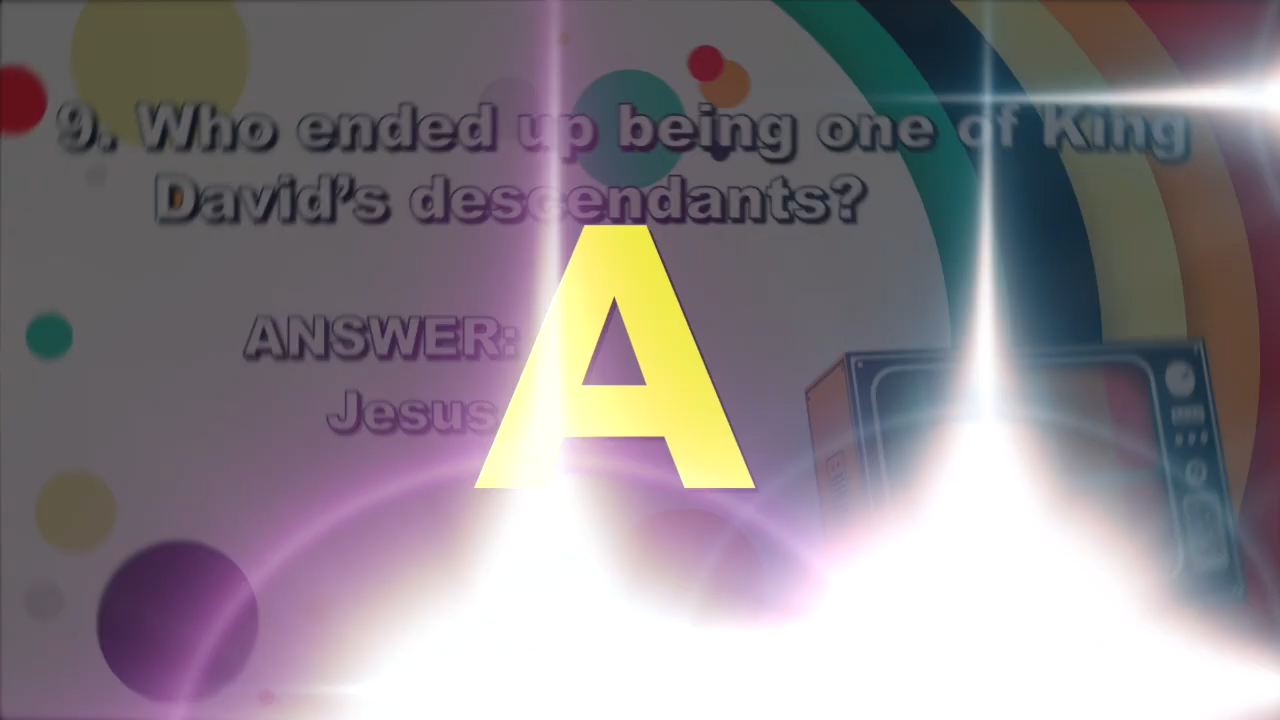 9. Who ended up being one of King
David's descendants?
ANSWER:
Jesus
A